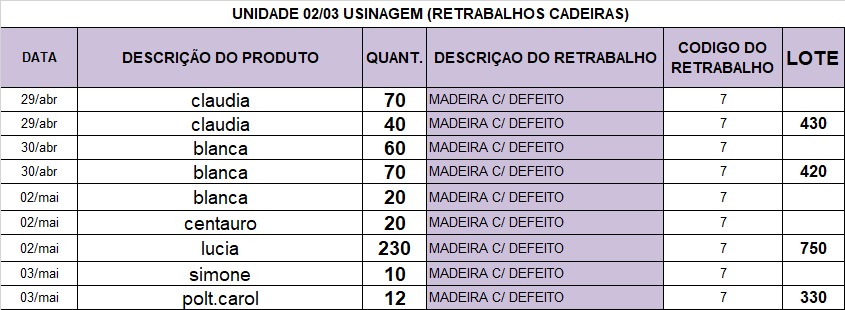 UNIDADE 02/03 USINAGEM (RETRABALHOS CADEIRAS)
DATA DESCRIÇÃO DO PRODUTO QUANT. DESCRIÇAO DO RETRABALHO CODIGO DO RETRABALHO LOTE
29/abr claudia 70 MADEIRA C/ DEFEITO 7
29/abr claudia 40 MADEIRA C/ DEFEITO 7 430
30/abr blanca 60 MADEIRA C/ DEFEITO 7
30/abr blanca 70 MADEIRA C/ DEFEITO 7 420
02/mai blanca 20 MADEIRA C/ DEFEITO 7
02/mai centauro 20 MADEIRA C/ DEFEITO 7
02/mai lucia 230 MADEIRA C/ DEFEITO 7 750
03/mai simone 10 MADEIRA C/ DEFEITO 7
03/mai polt.carol 12 MADEIRA C/ DEFEITO 7 330